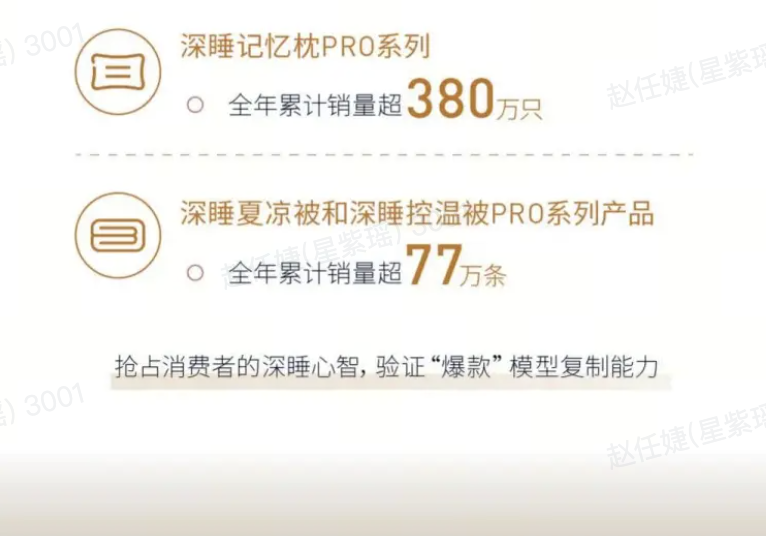 深睡记忆枕PRO系列
全年累计销量超380万只
深睡夏凉被和深睡控温被PRO系列产品
全年累计销量超77万条
抢占消费者的深睡心智,验证“爆款”模型复制能力
瑶) 3001
赵任婕(星紫瑶)
赵任婕(星紫瑶) 30
瑶) 3001
赵任婕(星紫瑶